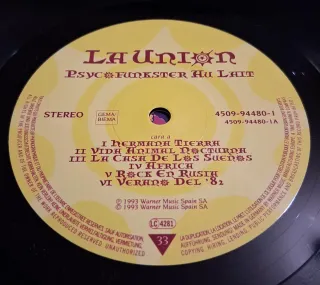 LA UNION
PSYCOFUNKSTER AU LAIT
STEREO
GEMA
BIEMA
4509-94480-1
4509-94480-1A
cara a
I HERMANA TIERRA
II VIDA ANIMAL NOCTURNA
III LA CASA DE LOS SUEÑOS
IV AFRICA
V ROCK EN RUSIA
VI VERANO DEL '81
℗ 1993 Warner Music Spain SA
© 1993 Warner Music Spain SA
LC 4281
33